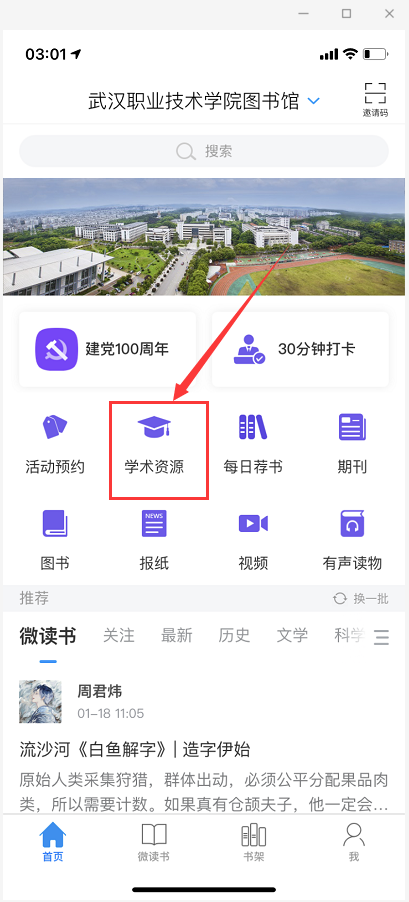 03:01
武汉职业技术学院图书馆
邀请码
搜索
建党100周年
30分钟打卡
活动预约
学术资源
每日荐书
期刊
NEWS
图书
报纸
视频
有声读物
推荐
换一批
微读书
关注
最新
历史
文学
科学
周君炜
01-18 11:05
流沙河《白鱼解字》| 造字伊始
原始人类采集狩猎，群体出动，必须公平分配果品肉
类，所以需要计数。如果真有仓颉夫子，他一定会...
首页
微读书
书架
我